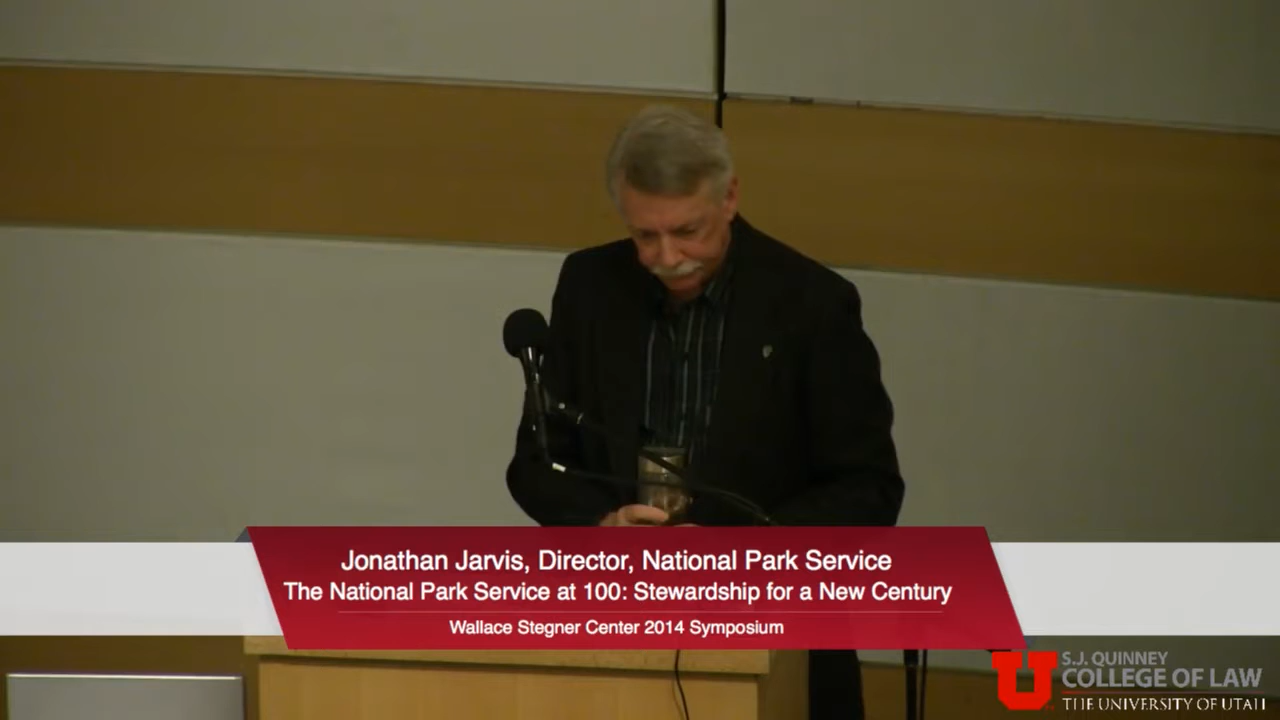 Jonathan Jarvis, Director, National Park Service
The National Park Service at 100: Stewardship for a New Century
Wallace Stegner Center 2014 Symposium
U
S.J. QUINNEY
COLLEGE OF LAW
THE UNIVERSITY OF UTAH